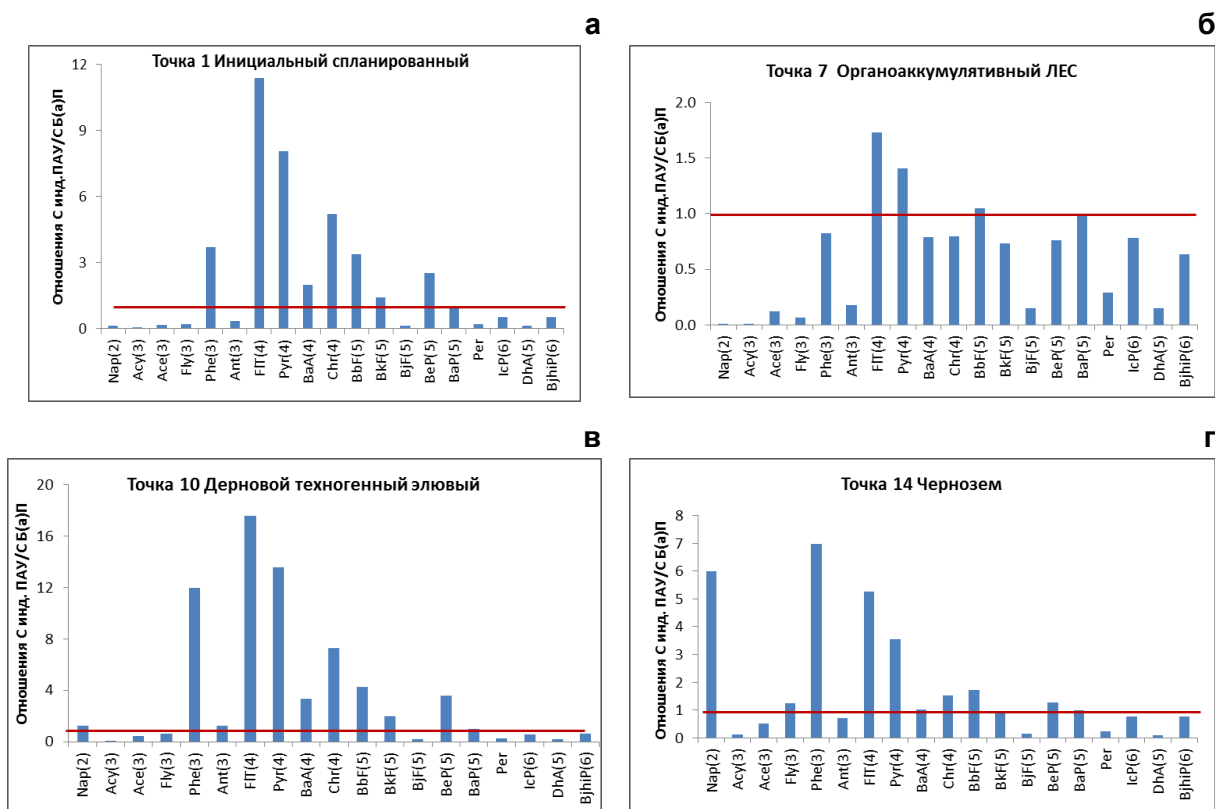 а
Точка 1 Инициальный спланированный
Отношения С инд.ПАУ/СБ(а)П
12
9
6
3
0
Nap(2) Acy(3) Ace(3) Fly(3) Phe(3) Ant(3) FlT(4) Pyr(4) BaA(4) Chr(4) BbF(5) BkF(5) BjF(5) BeP(5) BaP(5) Per IcP(6) DhA(5) BjhiP(6)
б
Точка 7 Органоаккумулятивный ЛЕС
Отношения С инд.ПАУ/СБ(а)П
2.0
1.5
1.0
0.5
0.0
Nap(2) Acy(3) Ace(3) Fly(3) Phe(3) Ant(3) FlT(4) Pyr(4) BaA(4) Chr(4) BbF(5) BkF(5) BjF(5) BeP(5) BaP(5) Per IcP(6) DhA(5) BjhiP(6)
в
Точка 10 Дерновой техногенный элювый
Отношения С инд. ПАУ/С Б(а)П
20
16
12
8
4
0
Nap(2) Acy(3) Ace(3) Fly(3) Phe(3) Ant(3) FlT(4) Pyr(4) BaA(4) Chr(4) BbF(5) BkF(5) BjF(5) BeP(5) BaP(5) Per IcP(6) DhA(5) BjhiP(6)
г
Точка 14 Чернозем
Отношения С инд. ПАУ/С Б(а)П
8
7
6
5
4
3
2
1
0
Nap(2) Acy(3) Ace(3) Fly(3) Phe(3) Ant(3) FlT(4) Pyr(4) BaA(4) Chr(4) BbF(5) BkF(5) BjF(5) BeP(5) BaP(5) Per IcP(6) DhA(5) BjhiP(6)